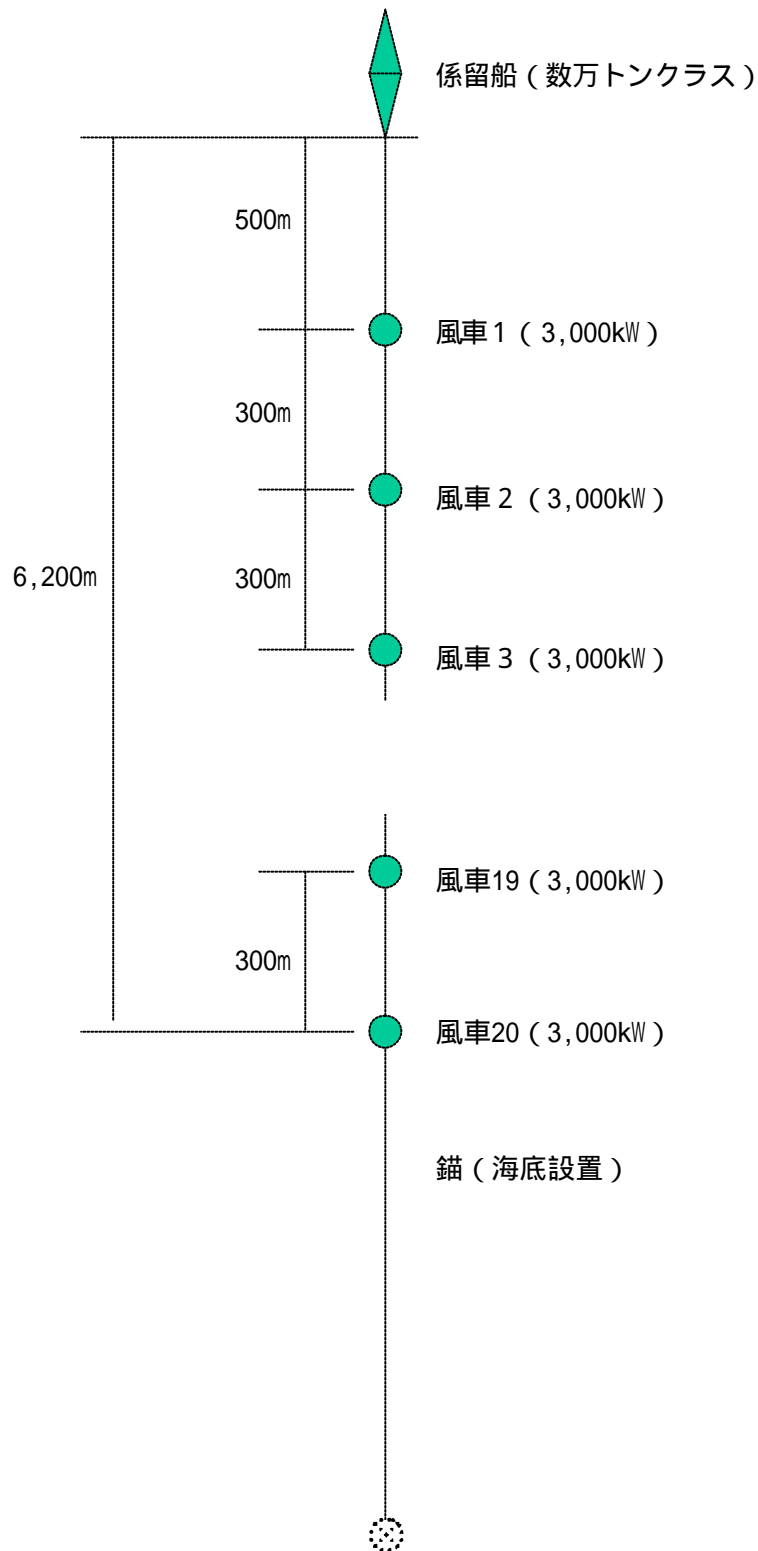 係留船（数万トンクラス）
500m
風車1（3,000kW）
300m
風車2（3,000kW）
6,200m
300m
風車3（3,000kW）
風車19（3,000kW）
300m
風車20（3,000kW）
錨（海底設置）